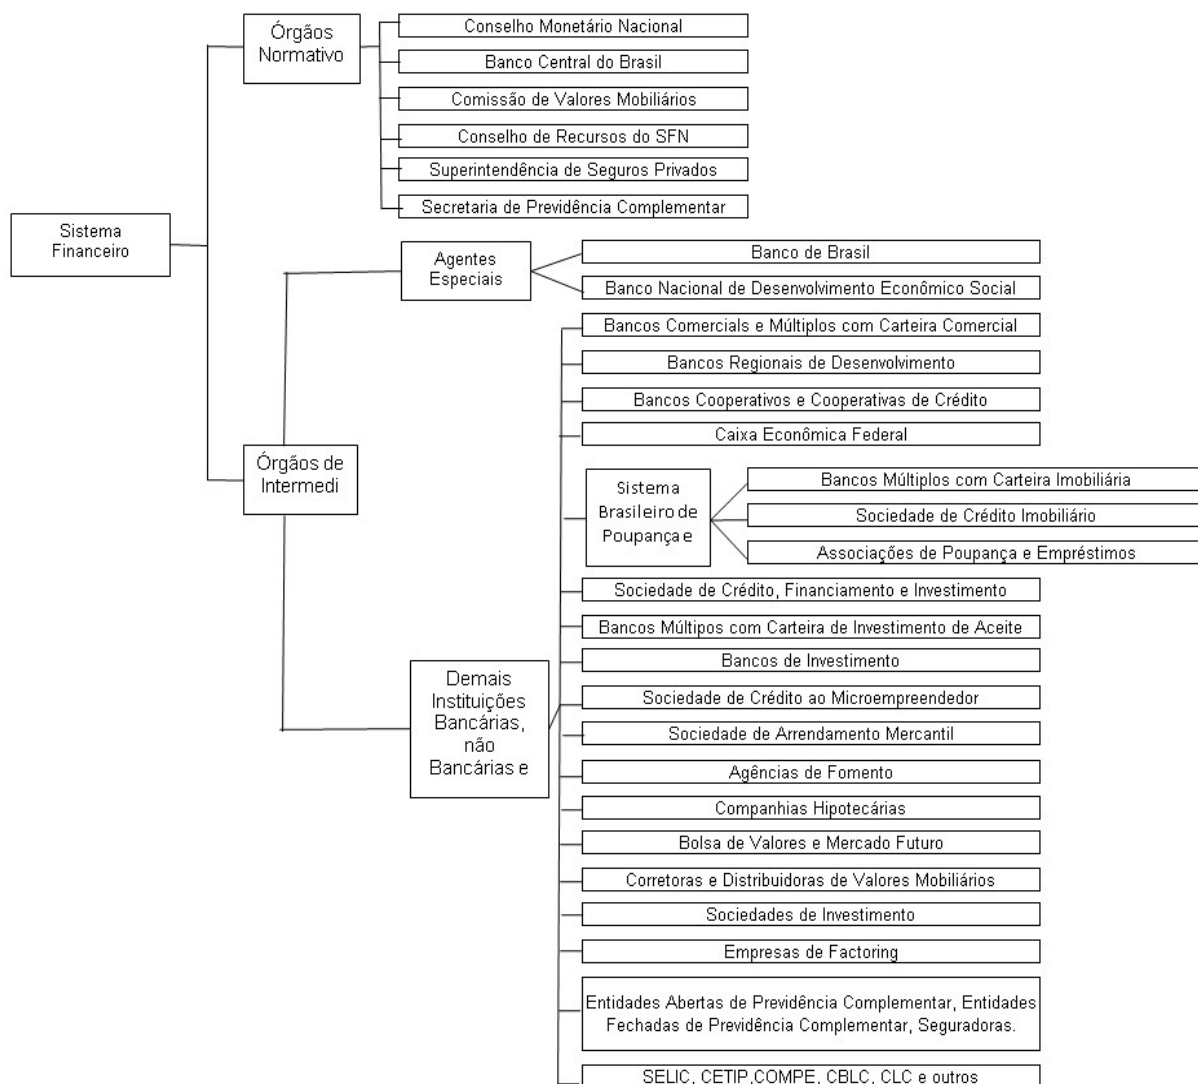 Órgãos
Normativo
Conselho Monetário Nacional
Banco Central do Brasil
Comissão de Valores Mobiliários
Conselho de Recursos do SFN
Superintendência de Seguros Privados
Secretaria de Previdência Complementar
Sistema
Financeiro
Agentes
Especiais
Banco de Brasil
Banco Nacional de Desenvolvimento Econômico Social
Órgãos de
Intermedi
Demais
Instituições
Bancárias,
não
Bancárias e
Bancos Comercials e Múltiplos com Carteira Comercial
Bancos Regionais de Desenvolvimento
Bancos Cooperativos e Cooperativas de Crédito
Caixa Econômica Federal
Sistema
Brasileiro de
Poupança e
Bancos Múltiplos com Carteira Imobiliária
Sociedade de Crédito Imobiliário
Associações de Poupança e Empréstimos
Sociedade de Crédito, Financiamento e Investimento
Bancos Múltipos com Carteira de Investimento de Aceite
Bancos de Investimento
Sociedade de Crédito ao Microempreendedor
Sociedade de Arrendamento Mercantil
Agências de Fomento
Companhias Hipotecárias
Bolsa de Valores e Mercado Futuro
Corretoras e Distribuidoras de Valores Mobiliários
Sociedades de Investimento
Empresas de Factoring
Entidades Abertas de Previdência Complementar, Entidades
Fechadas de Previdência Complementar, Seguradoras.
SELIC, CETIP,COMPE, CBLC, CLC e outros